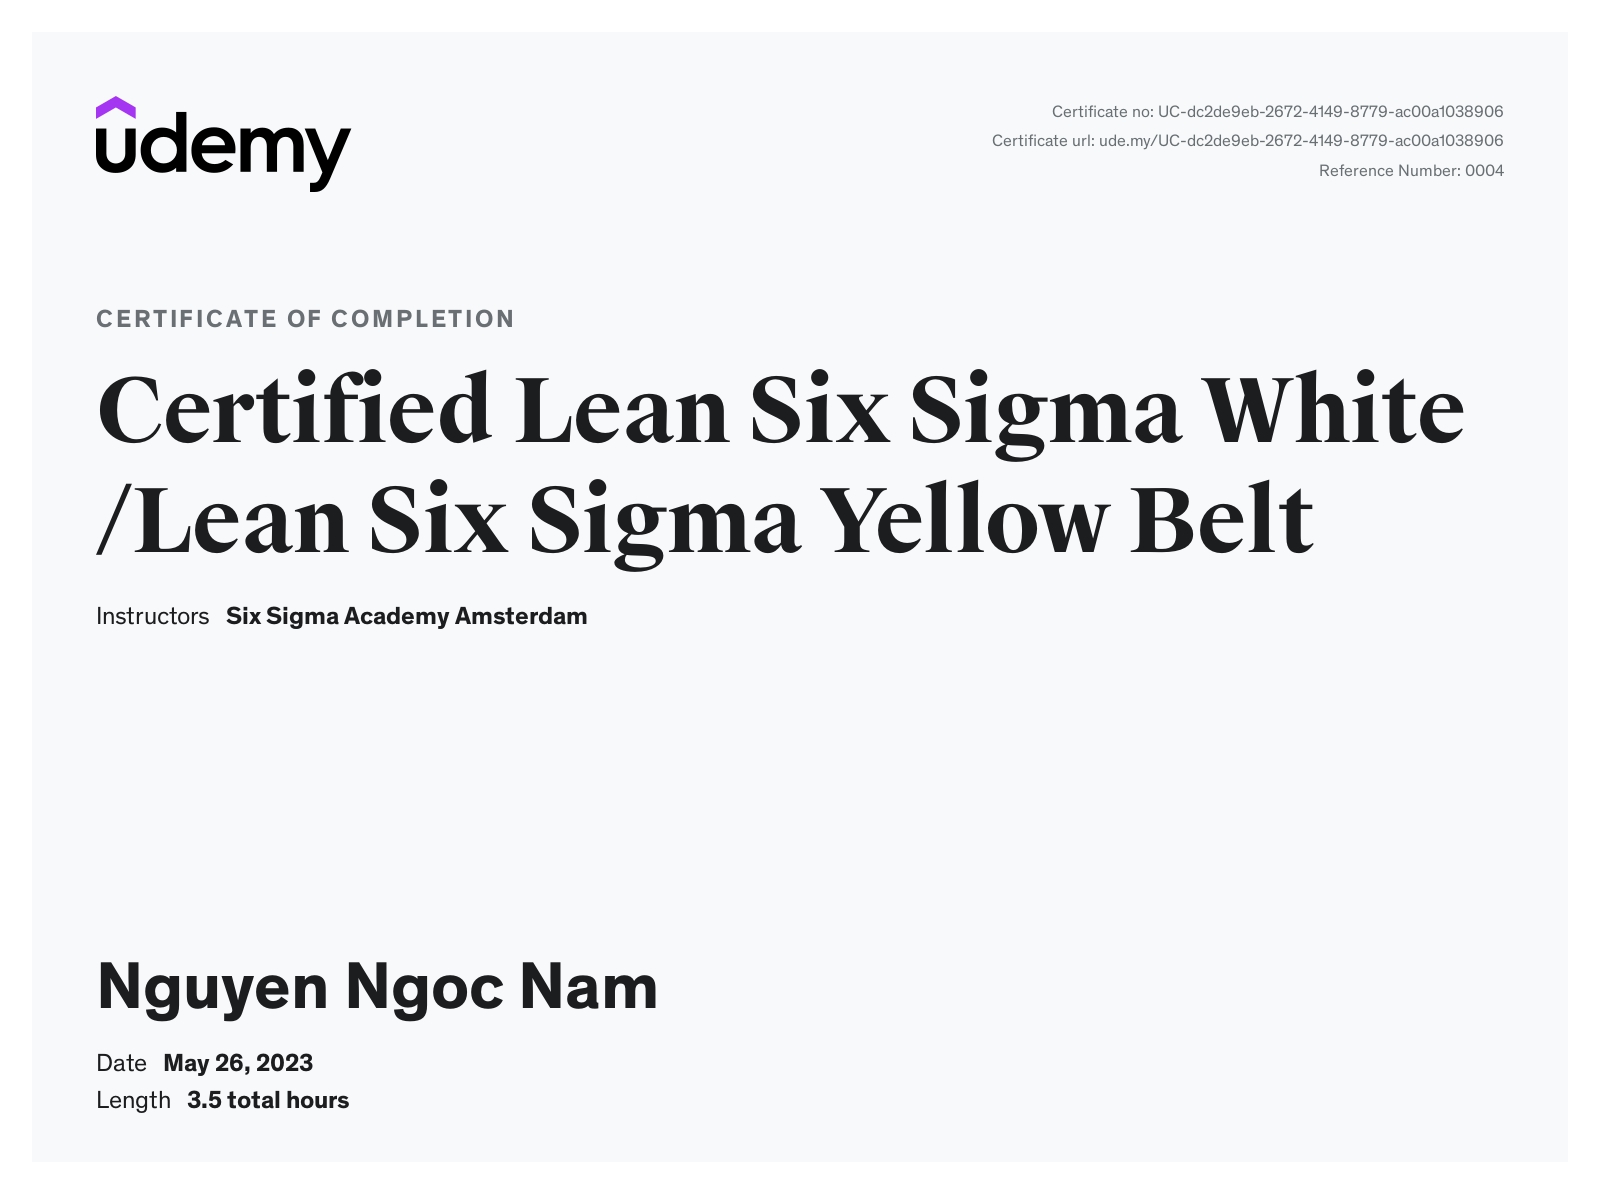 udemy
Certificate no: UC-dc2de9eb-2672-4149-8779-ac00a1038906
Certificate url: ude.my/UC-dc2de9eb-2672-4149-8779-ac00a1038906
Reference Number: 0004
CERTIFICATE OF COMPLETION
Certified Lean Six Sigma White
/Lean Six Sigma Yellow Belt
Instructors Six Sigma Academy Amsterdam
Nguyen Ngoc Nam
Date May 26, 2023
Length 3.5 total hours